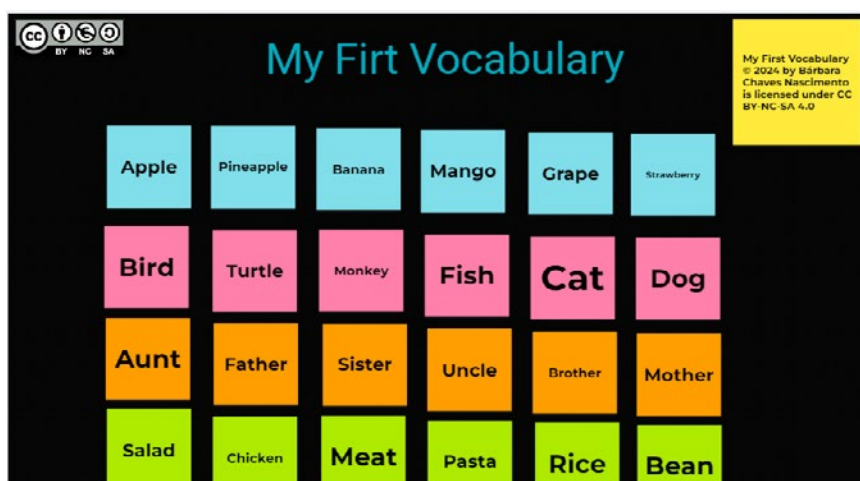 cc BY NC SA
My Firt Vocabulary
My First Vocabulary
© 2024 by Bárbara
Chaves Nascimento
is licensed under CC
BY-NC-SA 4.0
Apple Pineapple Banana Mango Grape Strawberry
Bird Turtle Monkey Fish Cat Dog
Aunt Father Sister Uncle Brother Mother
Salad Chicken Meat Pasta Rice Bean